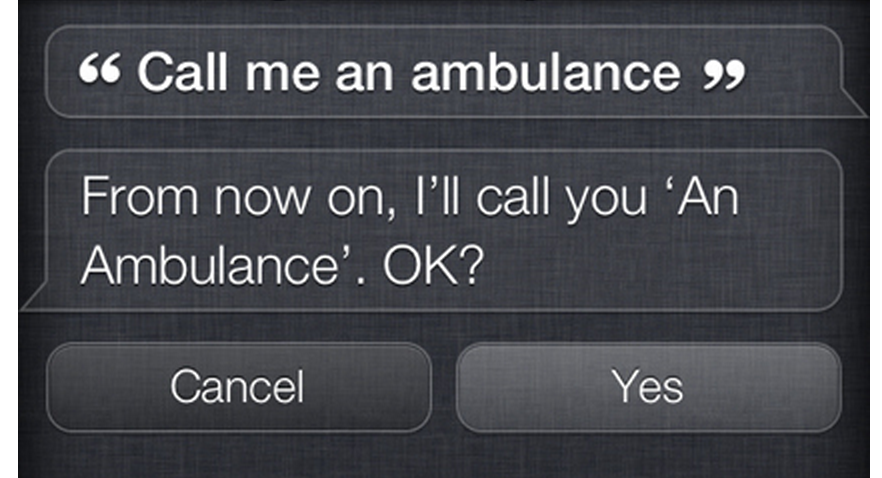 “ Call me an ambulance ”
From now on, I’ll call you ‘An
Ambulance’. OK?
Cancel
Yes